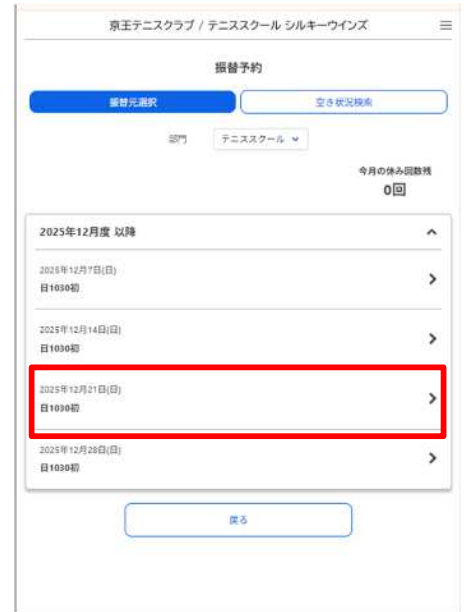 京王テニスクラブ / テニススクール シルキーウインズ
振替予約
振替元選択
空き状況検索
部門
テニススクール
今月の休み回数残
0回
2025年12月度 以降
2025年12月7日(日)
日1030初
2025年12月14日(日)
日1030初
2025年12月21日(日)
日1030初
2025年12月28日(日)
日1030初
戻る